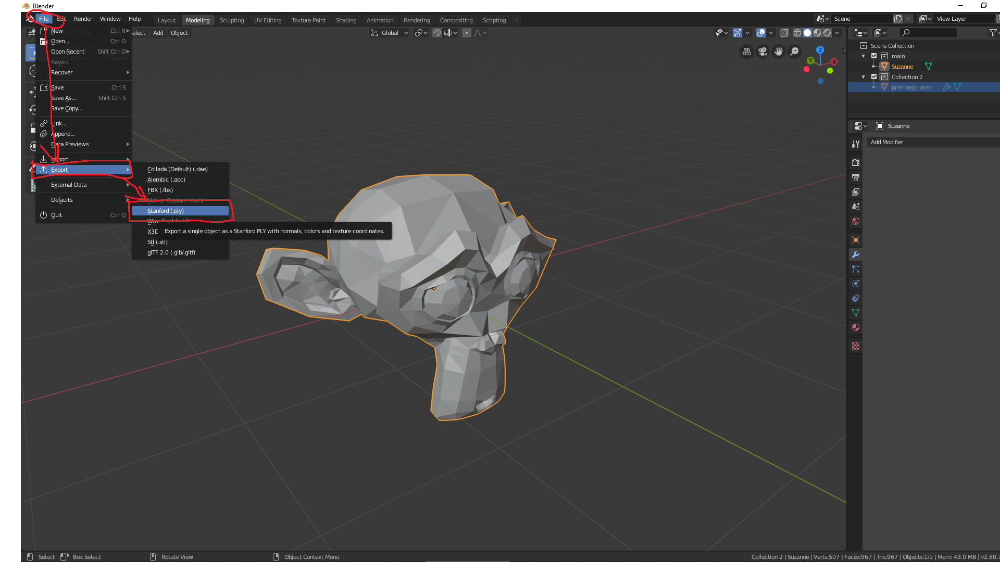 Blender
File Edit Render Window Help
Layout Modeling Sculpting UV Editing Texture Paint Shading Animation Rendering Compositing Scripting +
Scene
View Layer
Select Add Object
Global
New Ctrl N
Open... Ctrl O
Open Recent Shift Ctrl O
Revert
Recover
Save Ctrl S
Save As... Shift Ctrl S
Save Copy...
Link...
Append...
Data Previews
Import
Export
External Data
Defaults
Quit Ctrl Q
Collada (Default) (.dae)
Alembic (.abc)
FBX (.fbx)
Motion Capture (.bvh)
Stanford (.ply)
Wavefront (.obj)
X3D
Export a single object as a Stanford PLY with normals, colors and texture coordinates.
Stl (.stl)
glTF 2.0 (.glb/.gltf)
Z
Y
X
Scene Collection
main
Suzanne
Collection 2
pretriangulated
Suzanne
Add Modifier
Select Box Select Rotate View Object Context Menu
Collection 2 | Suzanne | Verts:507 | Faces:967 | Tris:967 | Objects:1/1 | Mem: 43.0 MB | v2.80.7